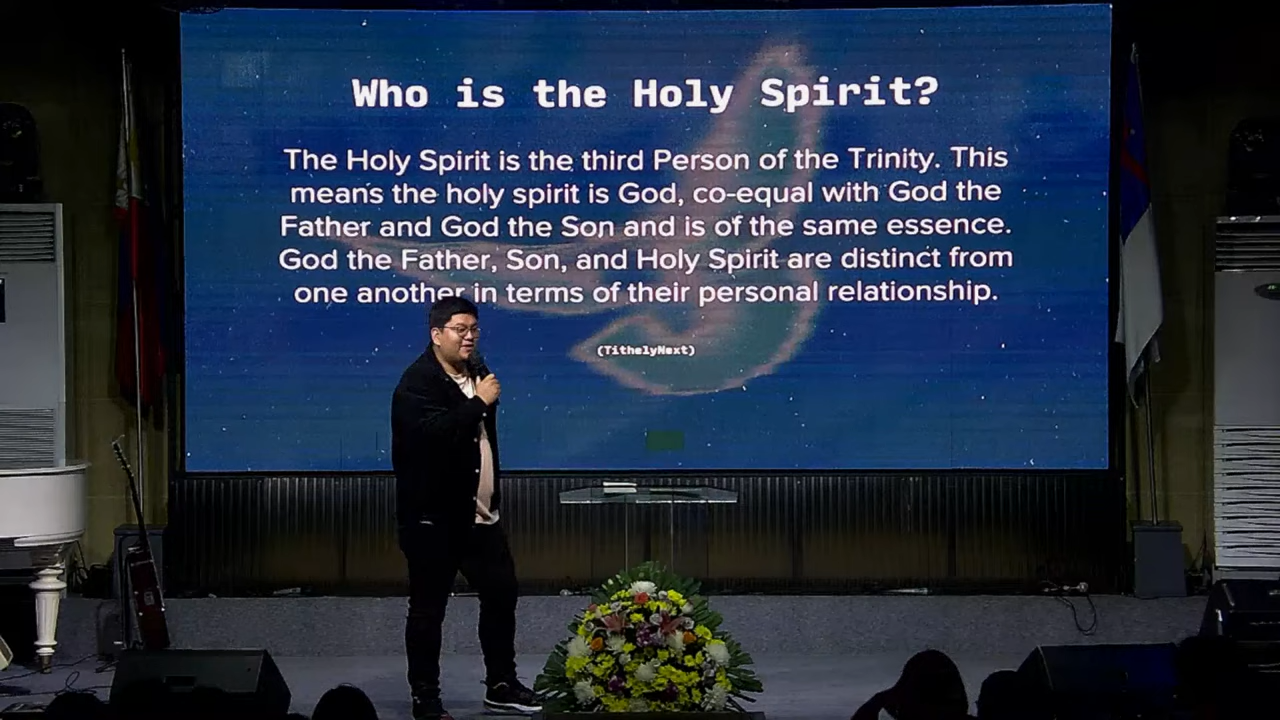 Who is the Holy Spirit?
The Holy Spirit is the third Person of the Trinity. This
means the holy spirit is God, co-equal with God the
Father and God the Son and is of the same essence.
God the Father, Son, and Holy Spirit are distinct from
one another in terms of their personal relationship.
(TithelyNext)